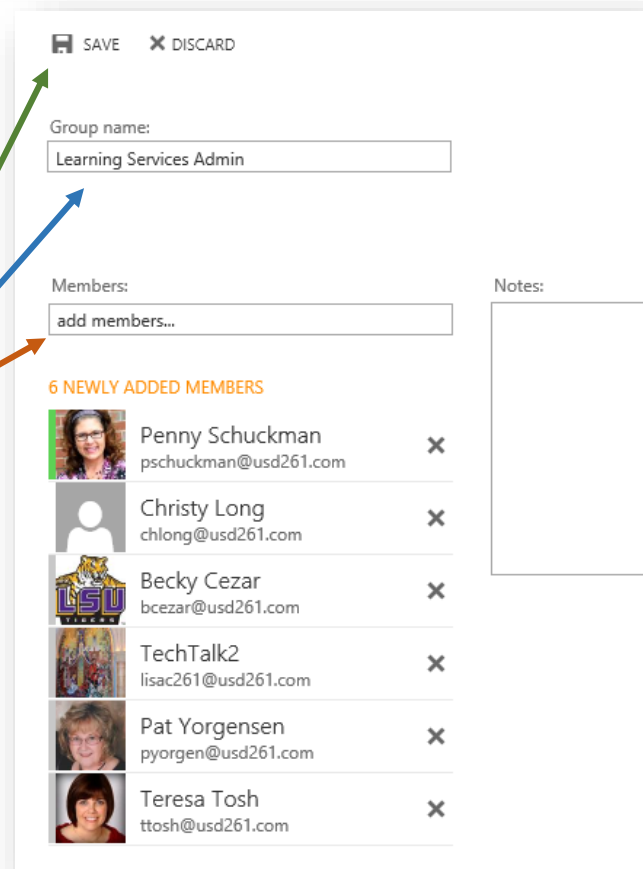 SAVE DISCARD
Group name:
Learning Services Admin
Members:
add members...
Notes:
6 NEWLY ADDED MEMBERS
Penny Schuckman
pschuckman@usd261.com
Christy Long
chlong@usd261.com
LSU
TIGERS
Becky Cezar
bcezar@usd261.com
TechTalk2
lisac261@usd261.com
Pat Yorgensen
pyorgen@usd261.com
Teresa Tosh
ttosh@usd261.com